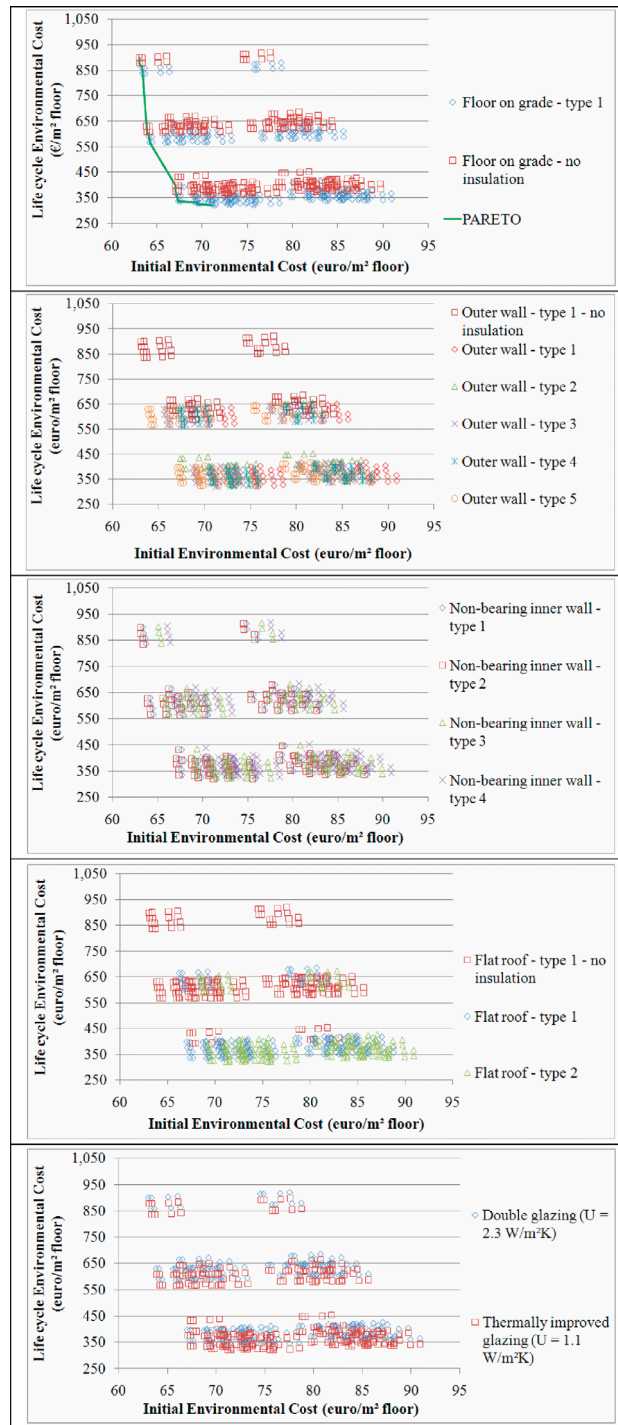 1,050
950
850
750
650
550
450
350
250
Life cycle Environmental Cost
(€/m² floor)
60 65 70 75 80 85 90 95
Initial Environmental Cost (euro/m² floor)
Floor on grade - type 1
Floor on grade - no
insulation
PARETO
1,050
950
850
750
650
550
450
350
250
Life cycle Environmental Cost
(euro/m² floor)
60 65 70 75 80 85 90 95
Initial Environmental Cost (euro/m² floor)
Outer wall - type 1 - no
insulation
Outer wall - type 1
Outer wall - type 2
Outer wall - type 3
Outer wall - type 4
Outer wall - type 5
1,050
950
850
750
650
550
450
350
250
Life cycle Environmental Cost
(euro/m² floor)
60 65 70 75 80 85 90 95
Initial Environmental Cost (euro/m² floor)
Non-bearing inner wall -
type 1
Non-bearing inner wall -
type 2
Non-bearing inner wall -
type 3
Non-bearing inner wall -
type 4
1,050
950
850
750
650
550
450
350
250
Life cycle Environmental Cost
(euro/m² floor)
60 65 70 75 80 85 90 95
Initial Environmental Cost (euro/m² floor)
Flat roof - type 1 - no
insulation
Flat roof - type 1
Flat roof - type 2
1,050
950
850
750
650
550
450
350
250
Life cycle Environmental Cost
(euro/m² floor)
60 65 70 75 80 85 90 95
Initial Environmental Cost (euro/m² floor)
Double glazing (U =
2.3 W/m²K)
Thermally improved
glazing (U = 1.1
W/m²K)